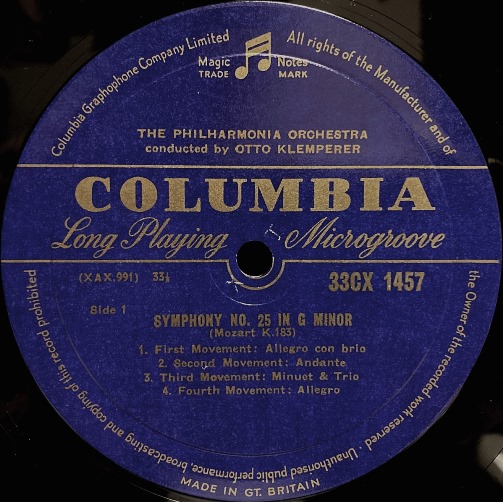 Columbia Graphophone Company Limited
Magic Notes
TRADE MARK
All rights of the Manufacturer and of
the Owner of the recorded work reserved · Unauthorised public performance, broadcasting and copying of this record prohibited
THE PHILHARMONIA ORCHESTRA
conducted by OTTO KLEMPERER
COLUMBIA
Long Playing Microgroove
(XAX.991) 33⅓
33CX 1457
Side 1
SYMPHONY NO. 25 IN G MINOR
(Mozart K.183)
1. First Movement: Allegro con brio
2. Second Movement: Andante
3. Third Movement: Minuet & Trio
4. Fourth Movement: Allegro
MADE IN GT. BRITAIN